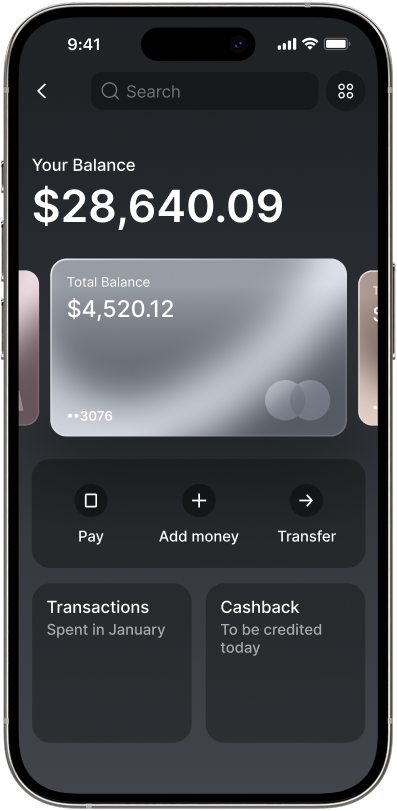 9:41
Search
Your Balance
$28,640.09
Total Balance
$4,520.12
••3076
Pay
Add money
Transfer
Transactions
Spent in January
Cashback
To be credited
today